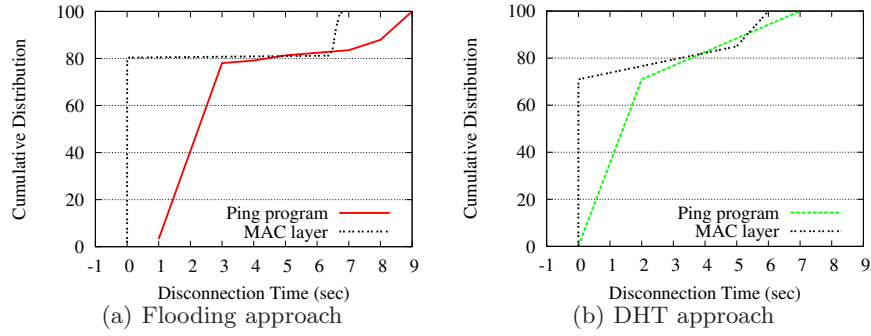 100
80
60
40
20
0
Cumulative Distribution
Ping program
MAC layer
-1 0 1 2 3 4 5 6 7 8 9
Disconnection Time (sec)
(a) Flooding approach
100
80
60
40
20
0
Cumulative Distribution
Ping program
MAC layer
-1 0 1 2 3 4 5 6 7 8 9
Disconnection Time (sec)
(b) DHT approach